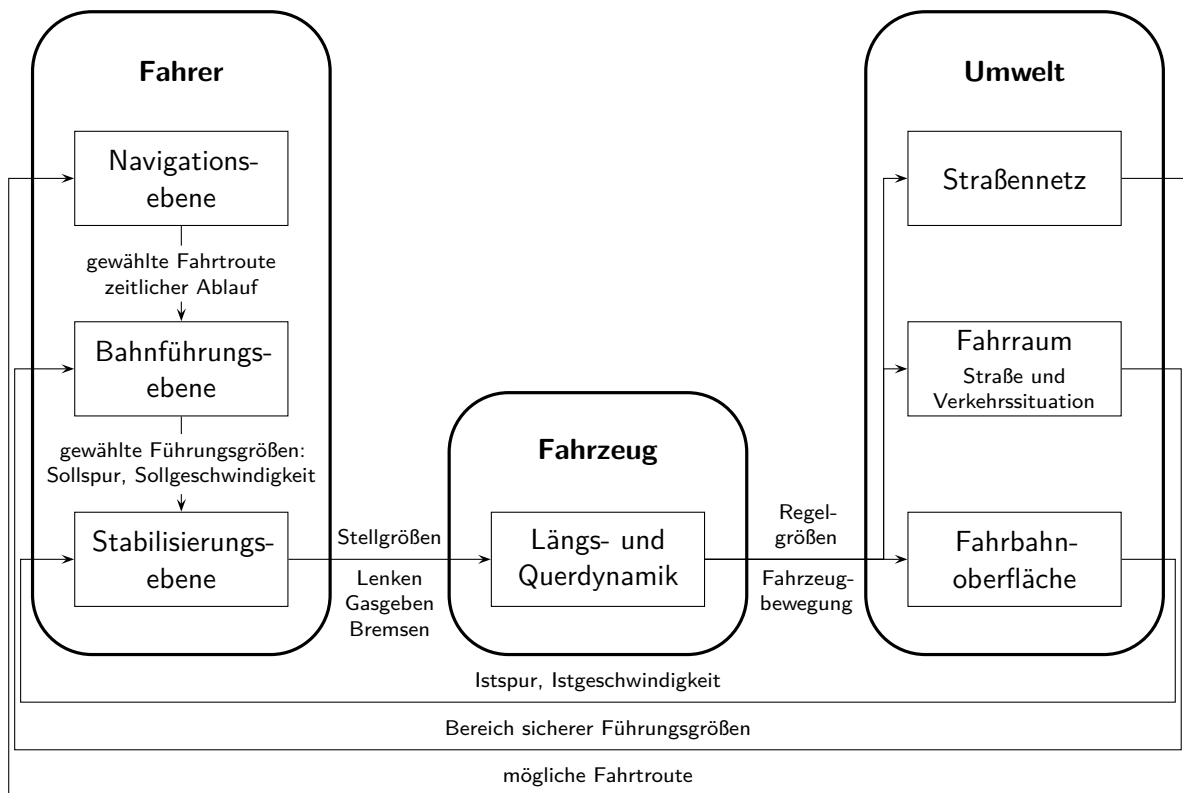 Fahrer
Navigations-
ebene
gewählte Fahrtroute
zeitlicher Ablauf
Bahnführungs-
ebene
gewählte Führungsgrößen:
Sollspur, Sollgeschwindigkeit
Stabilisierungs-
ebene
Stellgrößen
Lenken
Gasgeben
Bremsen
Fahrzeug
Längs- und
Querdynamik
Regel-
größen
Fahrzeug-
bewegung
Umwelt
Straßennetz
Fahrraum
Straße und
Verkehrssituation
Fahrbahn-
oberfläche
Istspur, Istgeschwindigkeit
Bereich sicherer Führungsgrößen
mögliche Fahrtroute